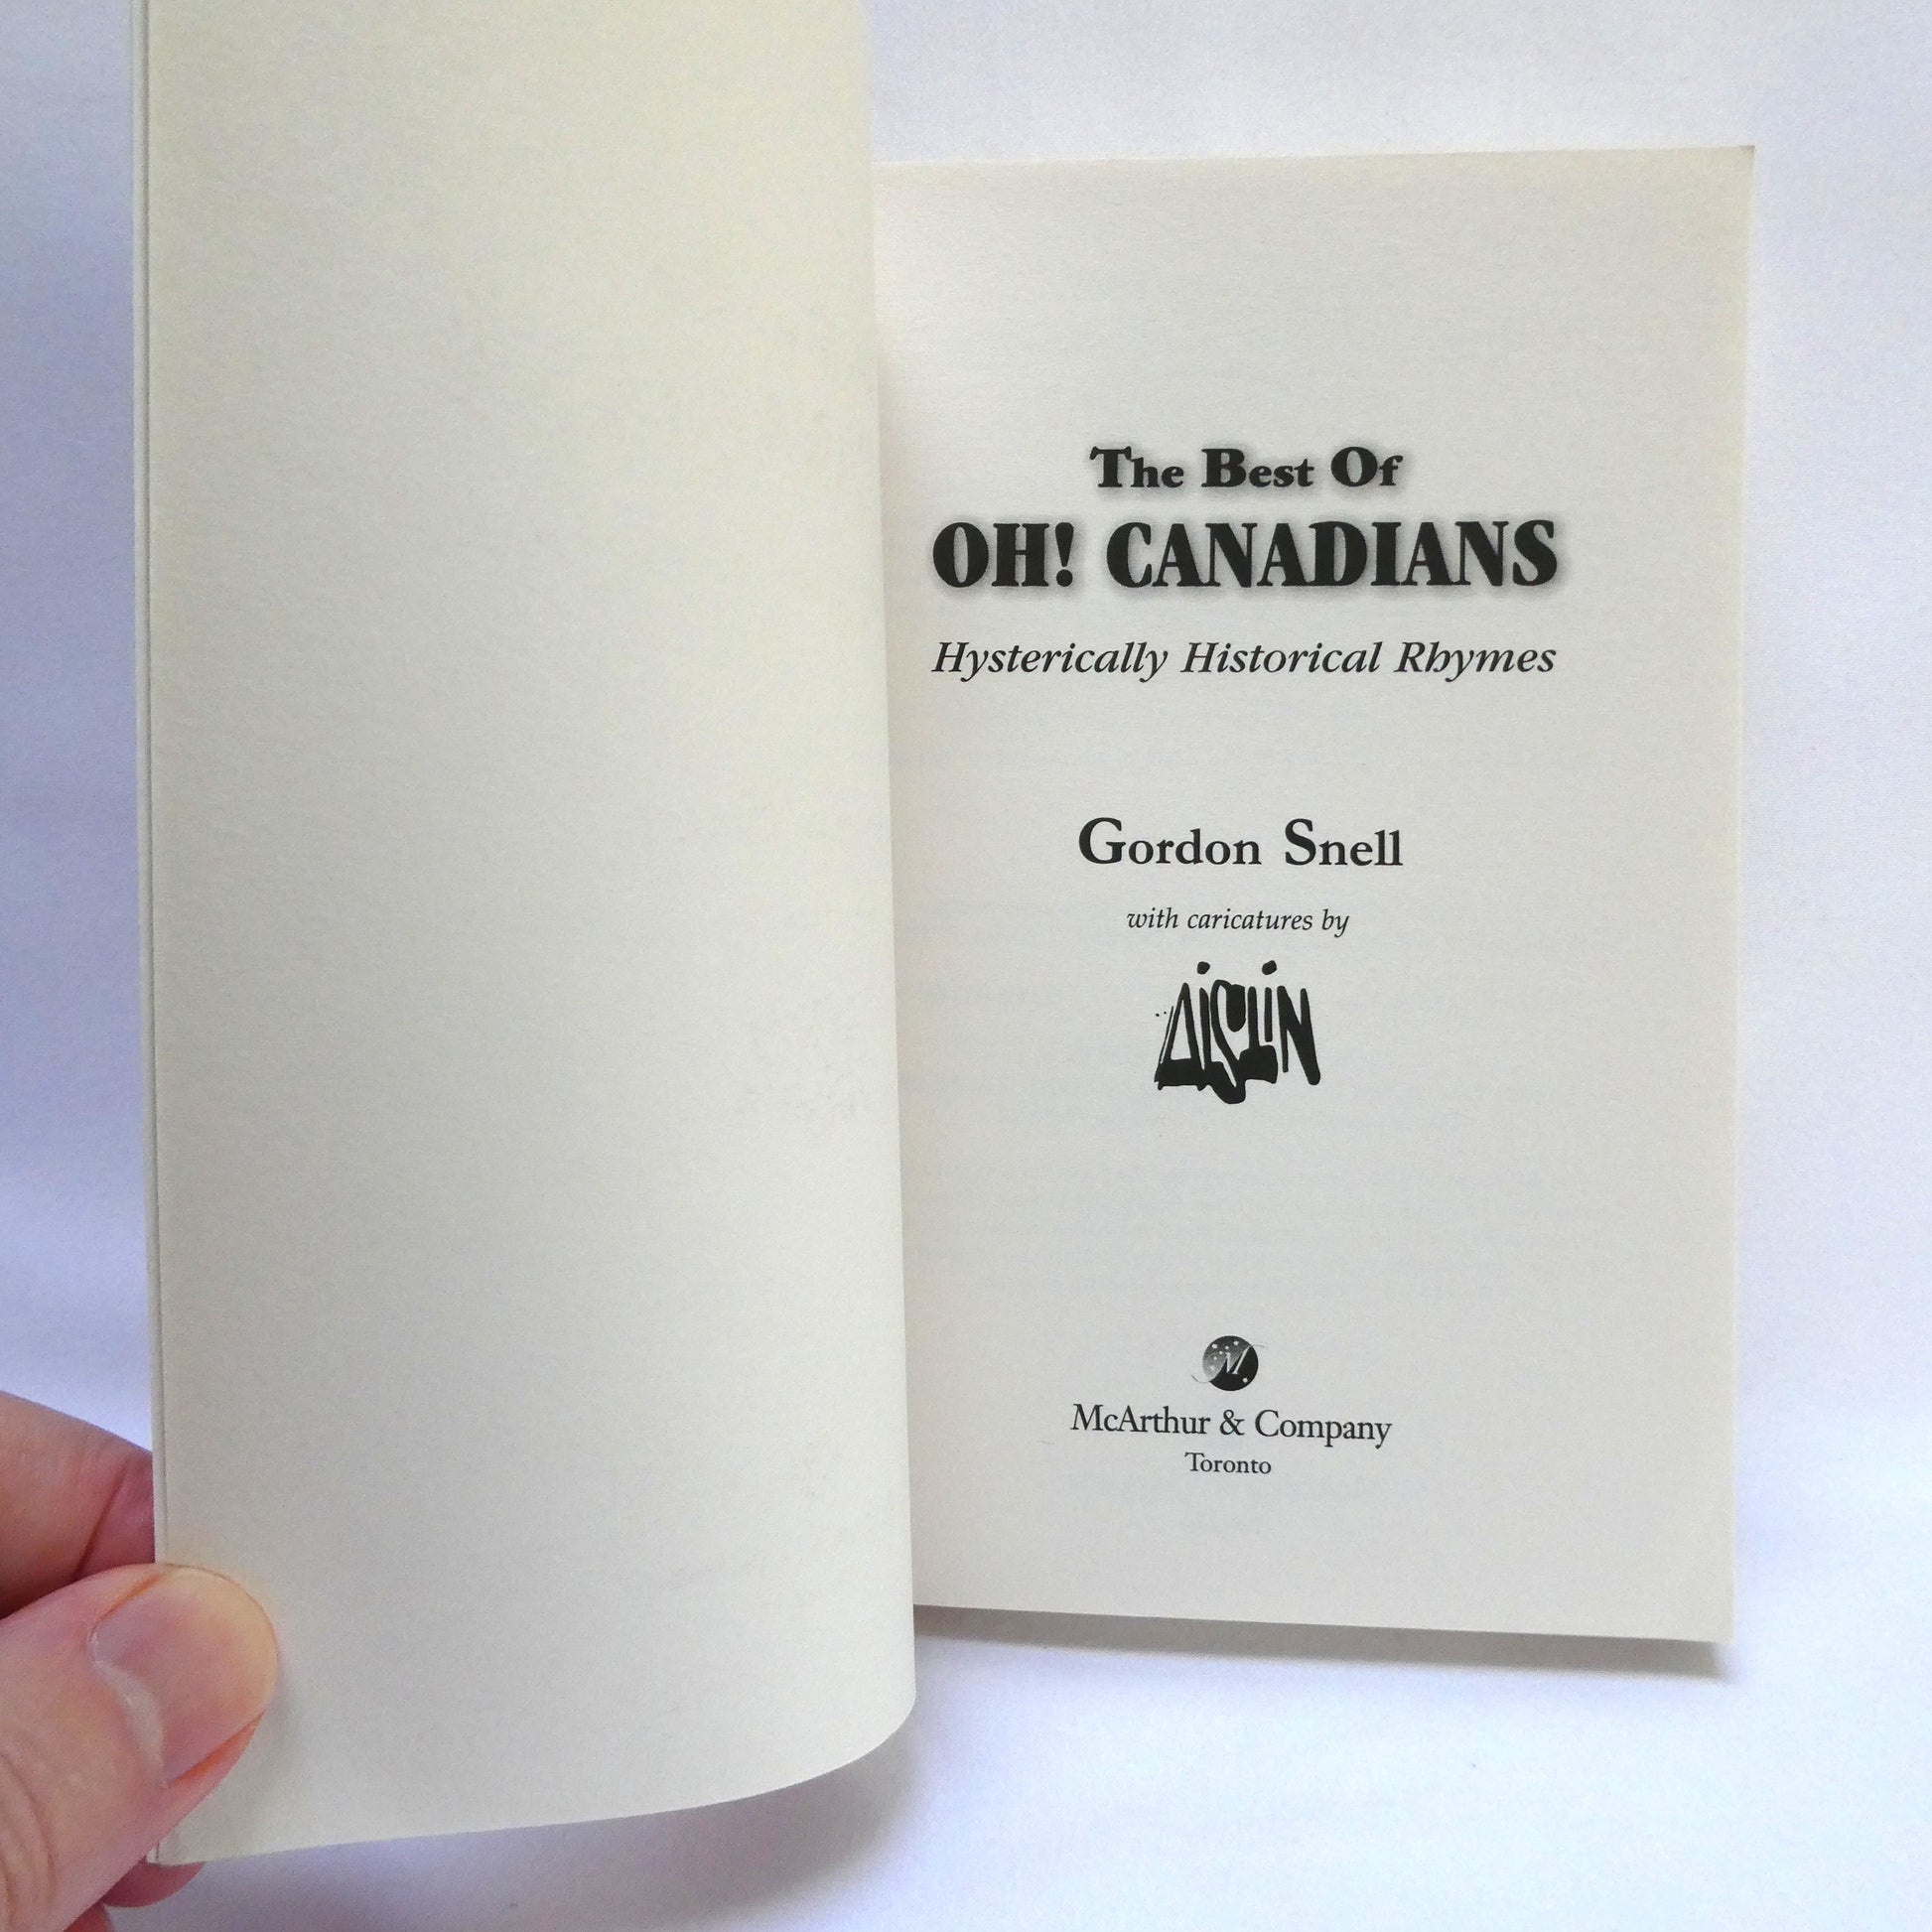 The Best Of
OH! CANADIANS
Hysterically Historical Rhymes
Gordon Snell
with caricatures by
AISLIN
M
McArthur & Company
Toronto